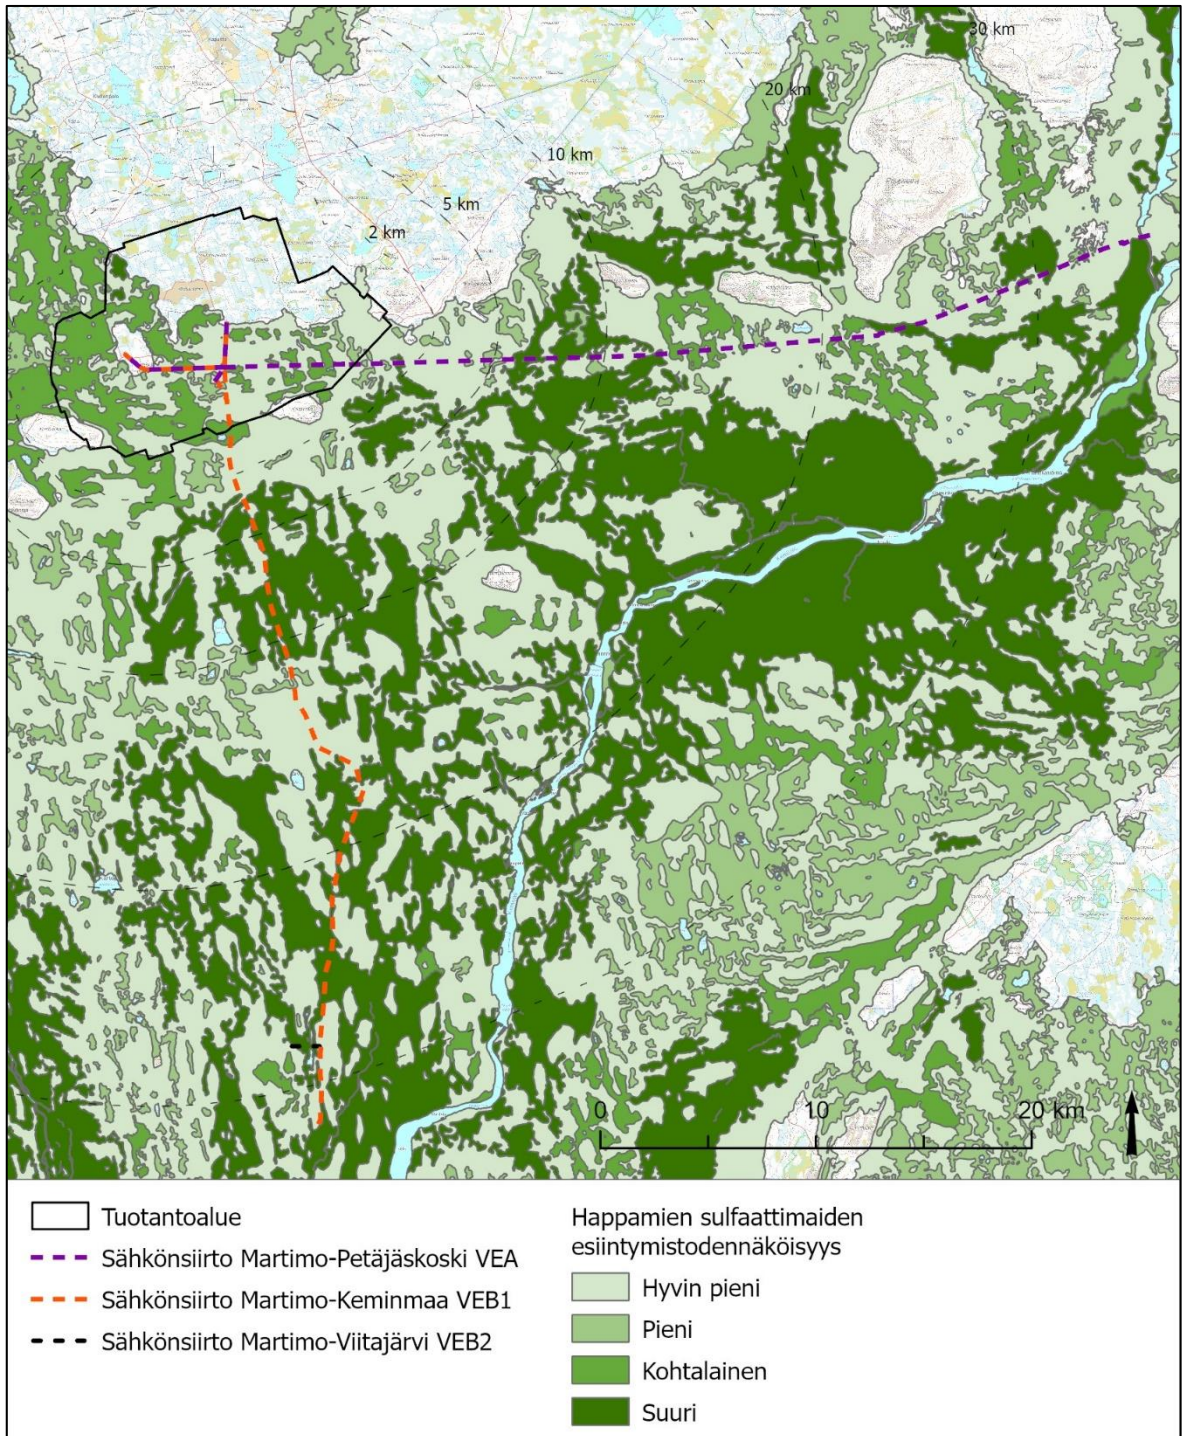 30 km
20 km
10 km
5 km
2 km
0 10 20 km
Tuotantoalue
Sähkönsiirto Martimo-Petäjäskoski VEA
Sähkönsiirto Martimo-Keminmaa VEB1
Sähkönsiirto Martimo-Viitajärvi VEB2
Happamien sulfaattimaiden
esiintymistodennäköisyys
Hyvin pieni
Pieni
Kohtalainen
Suuri